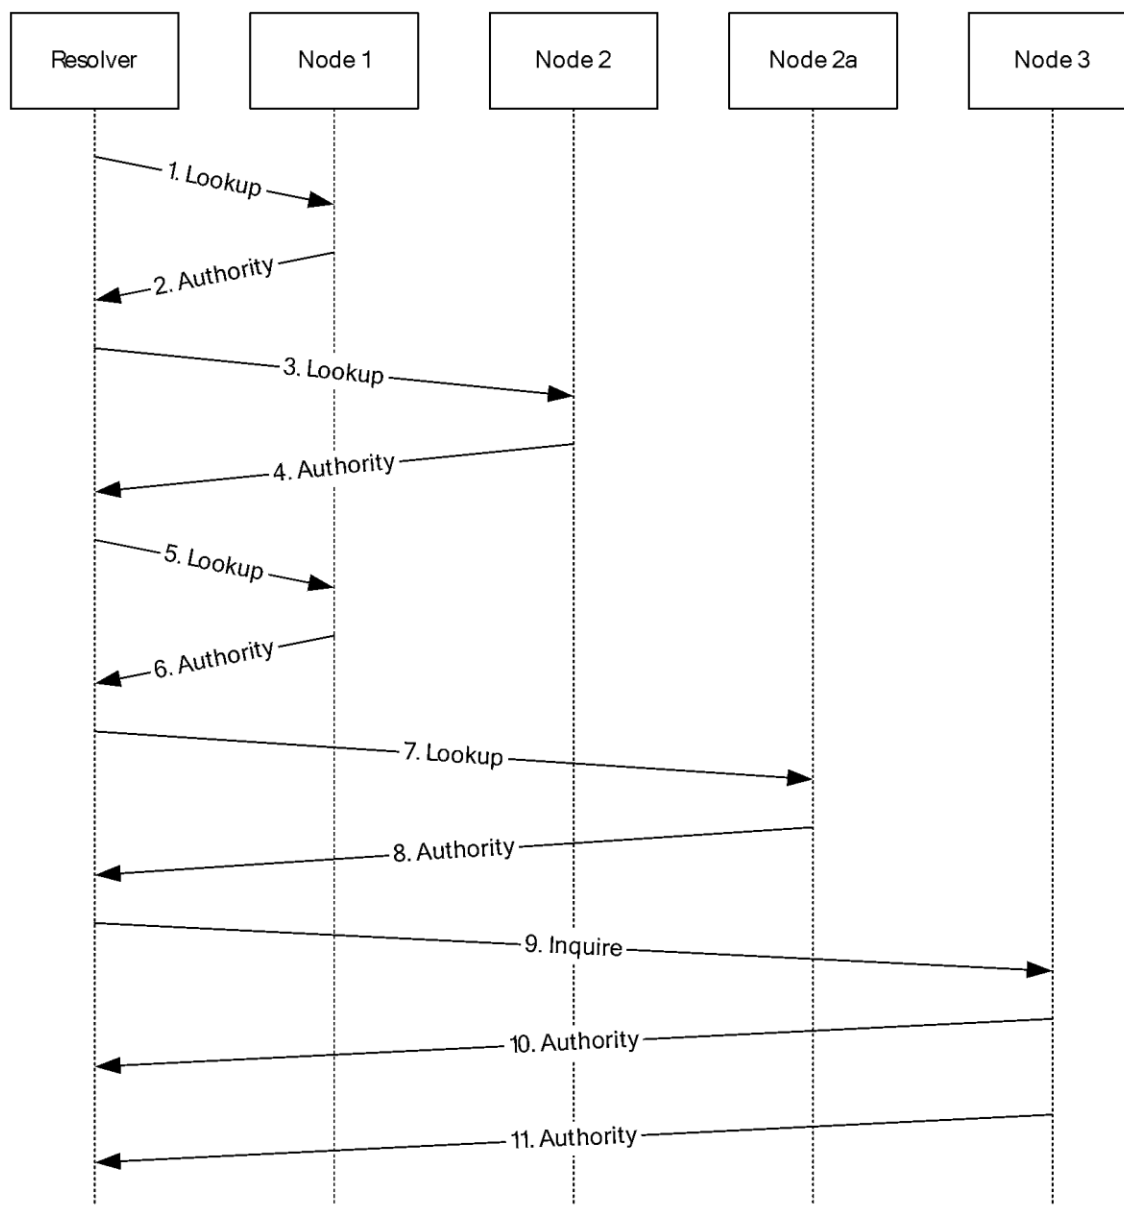 Resolver
Node 1
Node 2
Node 2a
Node 3
1. Lookup
2. Authority
3. Lookup
4. Authority
5. Lookup
6. Authority
7. Lookup
8. Authority
9. Inquire
10. Authority
11. Authority